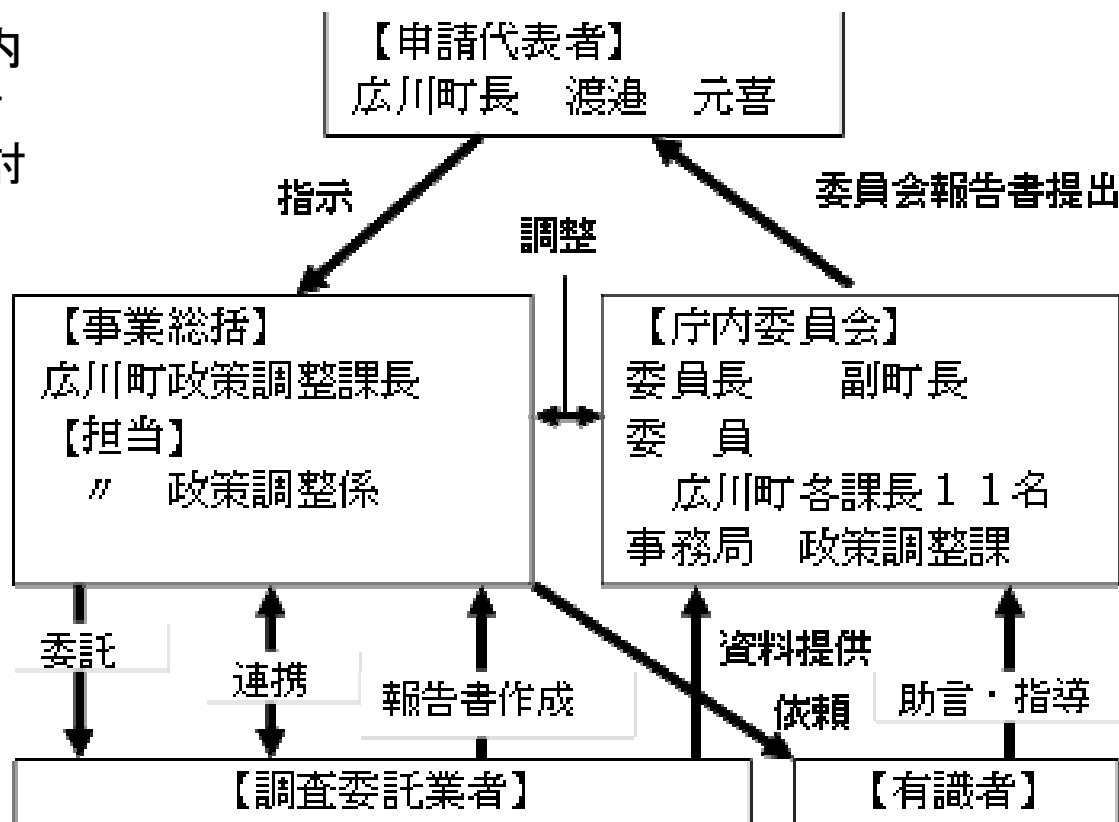 内
【申請代表者】
広川町長 渡邉 元喜
討
指示
委員会報告書提出
調整
【事業総括】
広川町政策調整課長
【担当】
〃 政策調整係
【庁内委員会】
委員長 副町長
委 員
広川町各課長11名
事務局 政策調整課
委託
連携
報告書作成
資料提供
依頼
助言・指導
【調査委託業者】
【有識者】